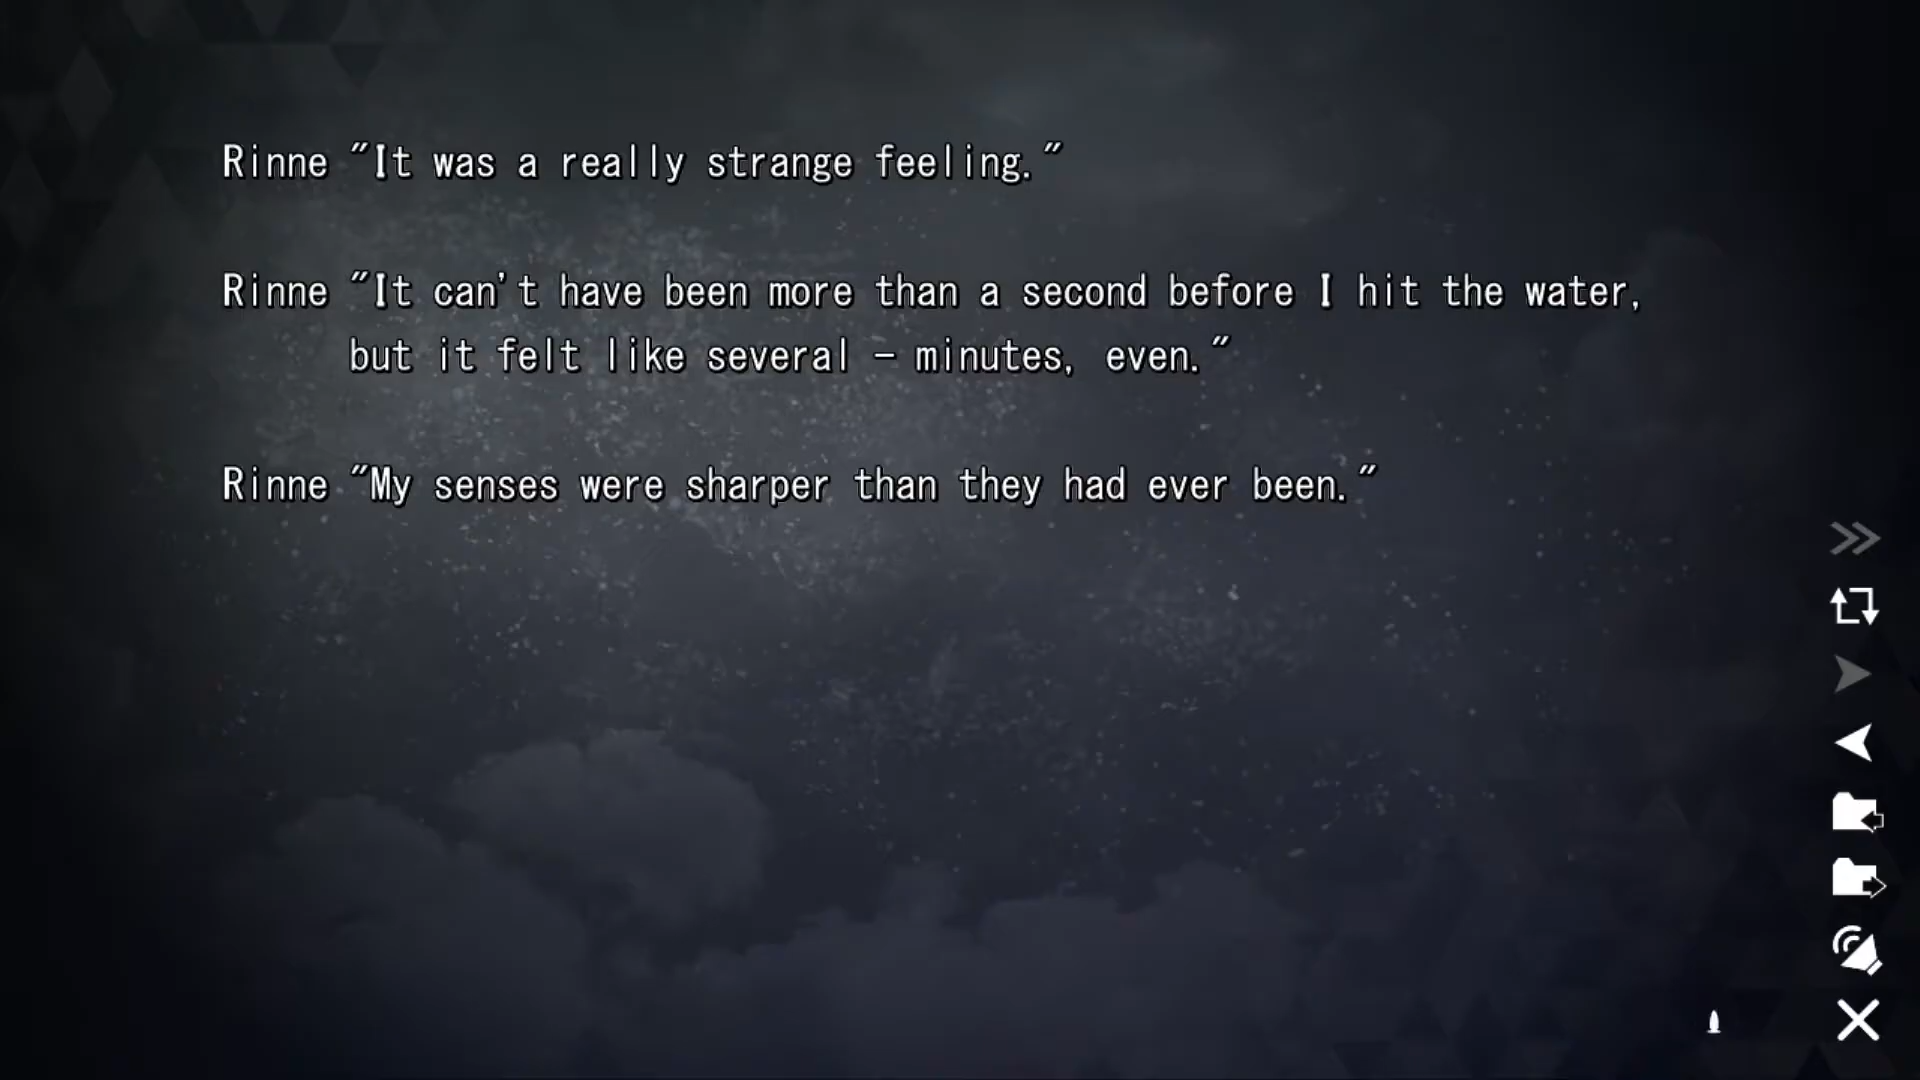 Rinne "It was a really strange feeling."
Rinne "It can't have been more than a second before I hit the water,
but it felt like several – minutes, even."
Rinne "My senses were sharper than they had ever been."